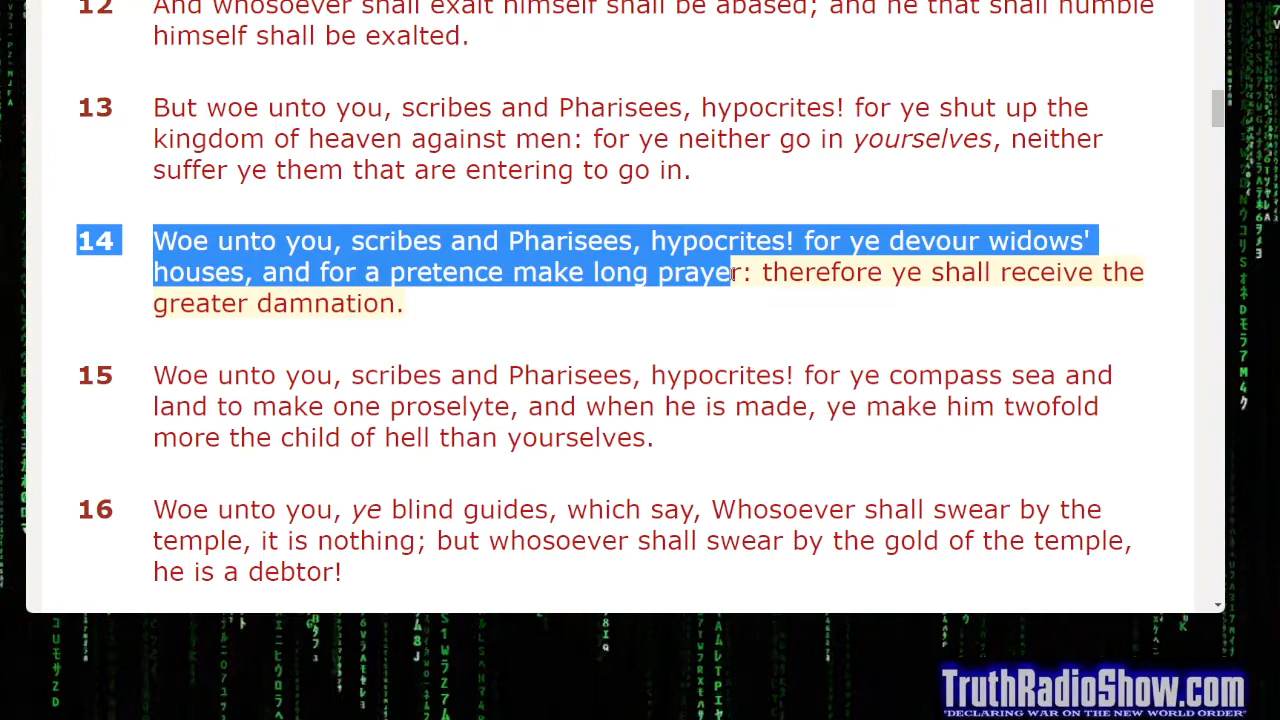 12 And whosoever shall exalt himself shall be abased; and he that shall humble
himself shall be exalted.
13 But woe unto you, scribes and Pharisees, hypocrites! for ye shut up the
kingdom of heaven against men: for ye neither go in yourselves, neither
suffer ye them that are entering to go in.
14 Woe unto you, scribes and Pharisees, hypocrites! for ye devour widows'
houses, and for a pretence make long prayer: therefore ye shall receive the
greater damnation.
15 Woe unto you, scribes and Pharisees, hypocrites! for ye compass sea and
land to make one proselyte, and when he is made, ye make him twofold
more the child of hell than yourselves.
16 Woe unto you, ye blind guides, which say, Whosoever shall swear by the
temple, it is nothing; but whosoever shall swear by the gold of the temple,
he is a debtor!
TruthRadioShow.com
"DECLARING WAR ON THE NEW WORLD ORDER"